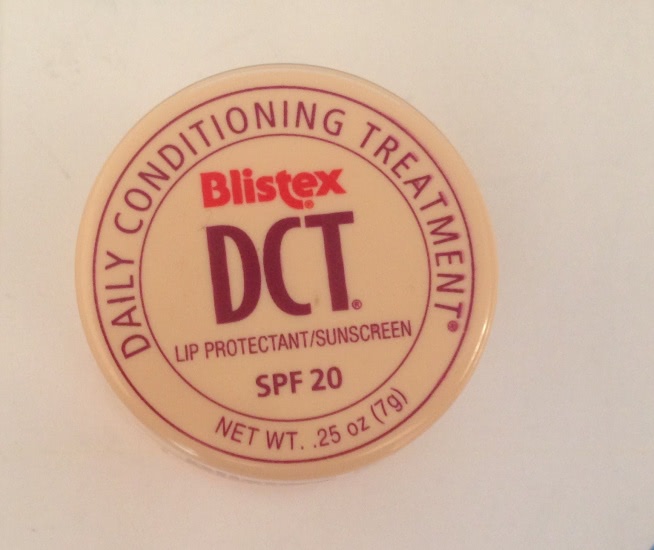 DAILY CONDITIONING TREATMENT®
Blistex®
DCT®
LIP PROTECTANT/SUNSCREEN
SPF 20
NET WT. .25 oz (7g)